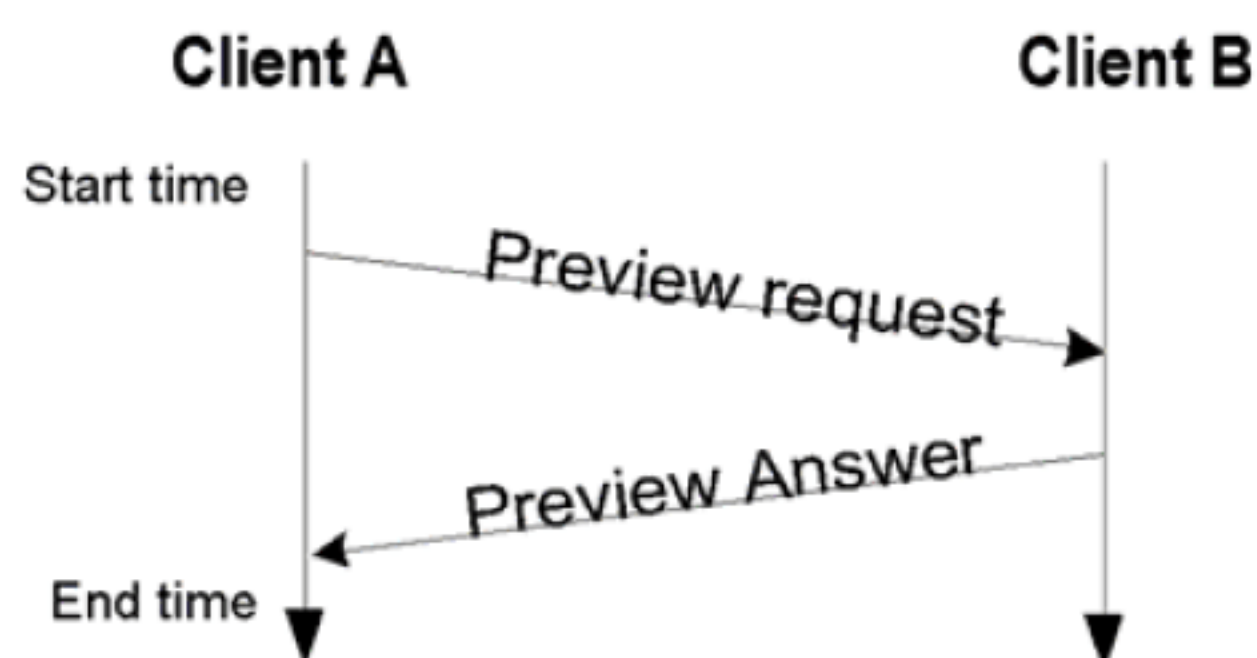 Client A
Client B
Start time
Preview request
Preview Answer
End time